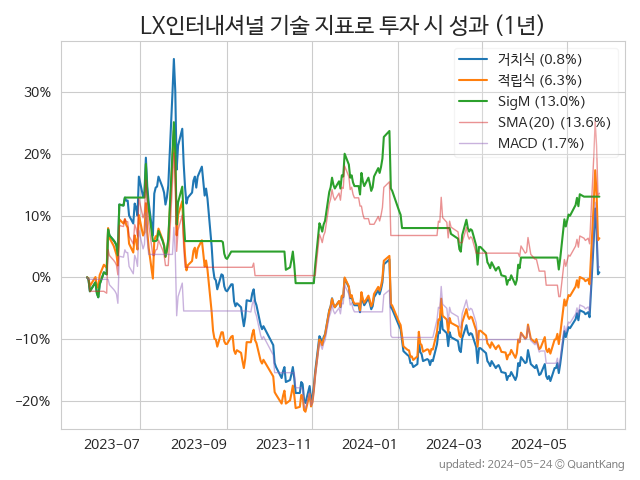 LX인터내셔널 기술 지표로 투자 시 성과 (1년)
거치식 (0.8%)
적립식 (6.3%)
SigM (13.0%)
SMA(20) (13.6%)
MACD (1.7%)
30%
20%
10%
0%
−10%
−20%
2023-07
2023-09
2023-11
2024-01
2024-03
2024-05
updated: 2024-05-24 © QuantKang